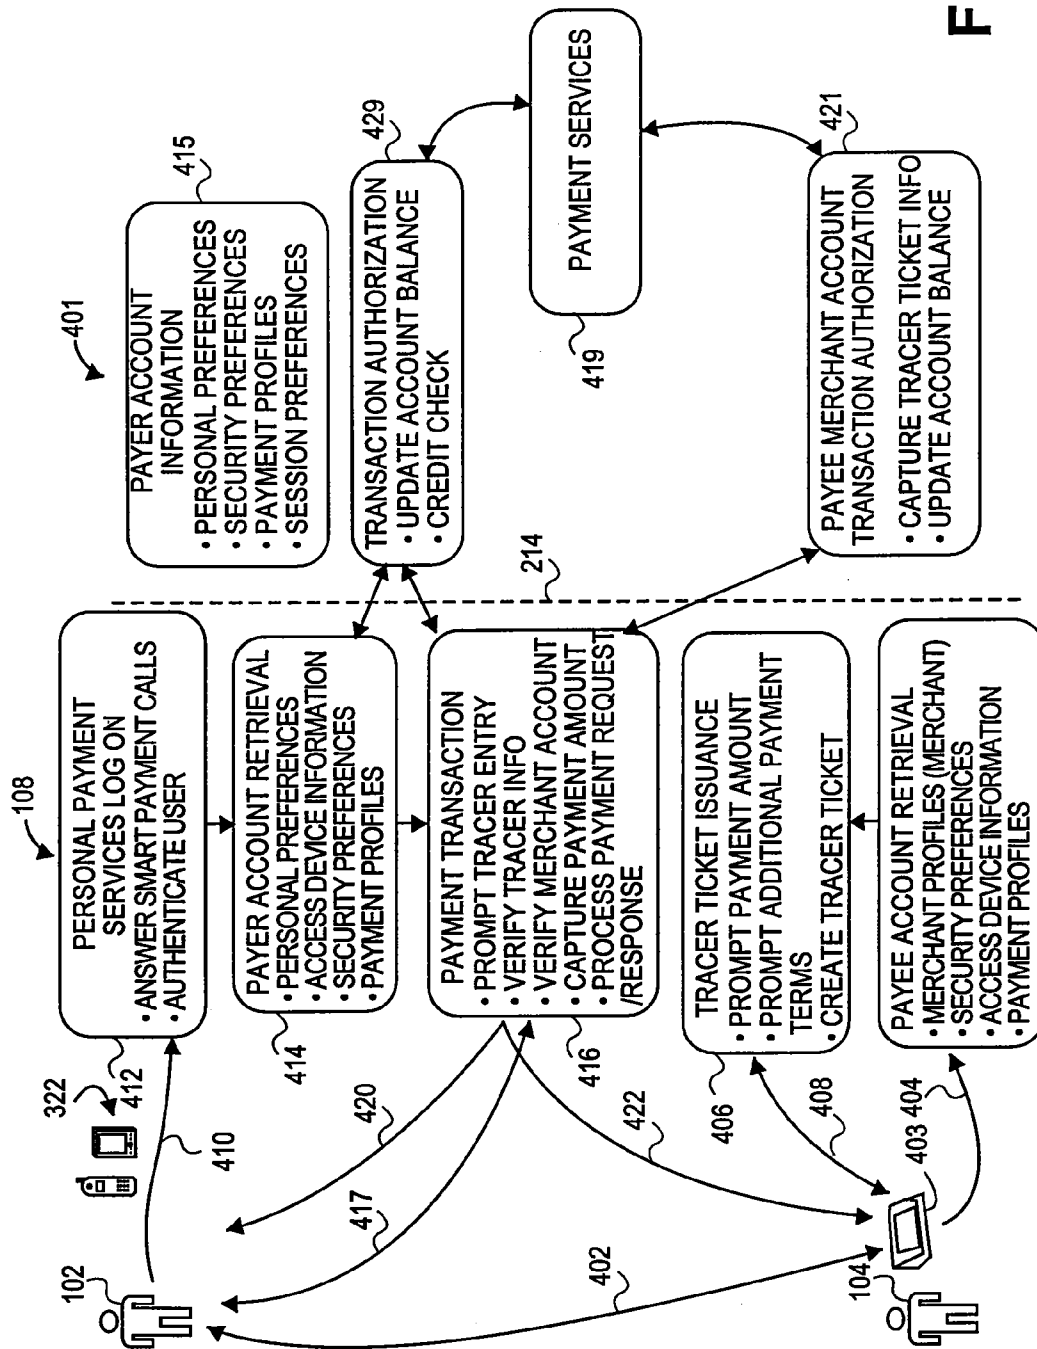 108
401
PERSONAL PAYMENT
SERVICES LOG ON
• ANSWER SMART PAYMENT CALLS
• AUTHENTICATE USER
412
322
410
102
PAYER ACCOUNT
INFORMATION
• PERSONAL PREFERENCES
• SECURITY PREFERENCES
• PAYMENT PROFILES
• SESSION PREFERENCES
415
PAYER ACCOUNT RETRIEVAL
• PERSONAL PREFERENCES
• ACCESS DEVICE INFORMATION
• SECURITY PREFERENCES
• PAYMENT PROFILES
414
TRANSACTION AUTHORIZATION
• UPDATE ACCOUNT BALANCE
• CREDIT CHECK
429
PAYMENT TRANSACTION
• PROMPT TRACER ENTRY
• VERIFY TRACER INFO
• VERIFY MERCHANT ACCOUNT
• CAPTURE PAYMENT AMOUNT
• PROCESS PAYMENT REQUEST
/RESPONSE
416
420
417
422
402
214
PAYMENT SERVICES
419
TRACER TICKET ISSUANCE
• PROMPT PAYMENT AMOUNT
• PROMPT ADDITIONAL PAYMENT
TERMS
• CREATE TRACER TICKET
406
408
PAYEE ACCOUNT RETRIEVAL
• MERCHANT PROFILES (MERCHANT)
• SECURITY PREFERENCES
• ACCESS DEVICE INFORMATION
• PAYMENT PROFILES
404
403
104
PAYEE MERCHANT ACCOUNT
TRANSACTION AUTHORIZATION
• CAPTURE TRACER TICKET INFO
• UPDATE ACCOUNT BALANCE
421
F